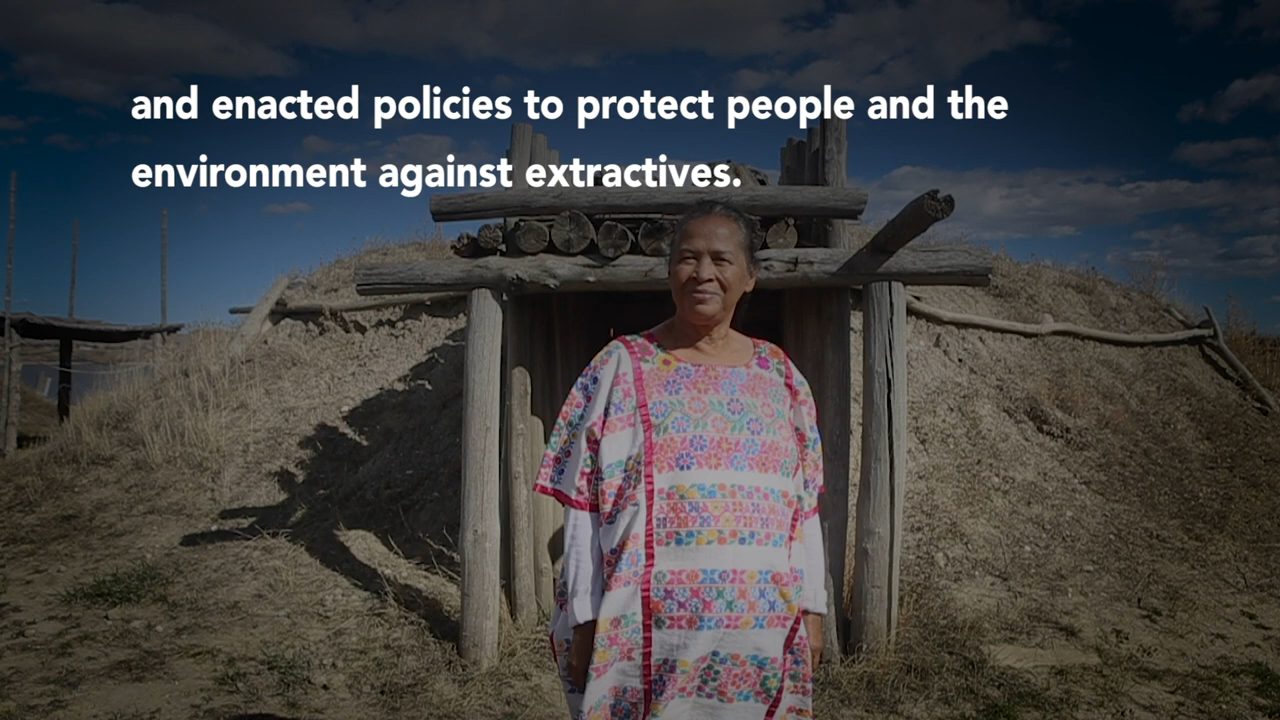 and enacted policies to protect people and the
environment against extractives.